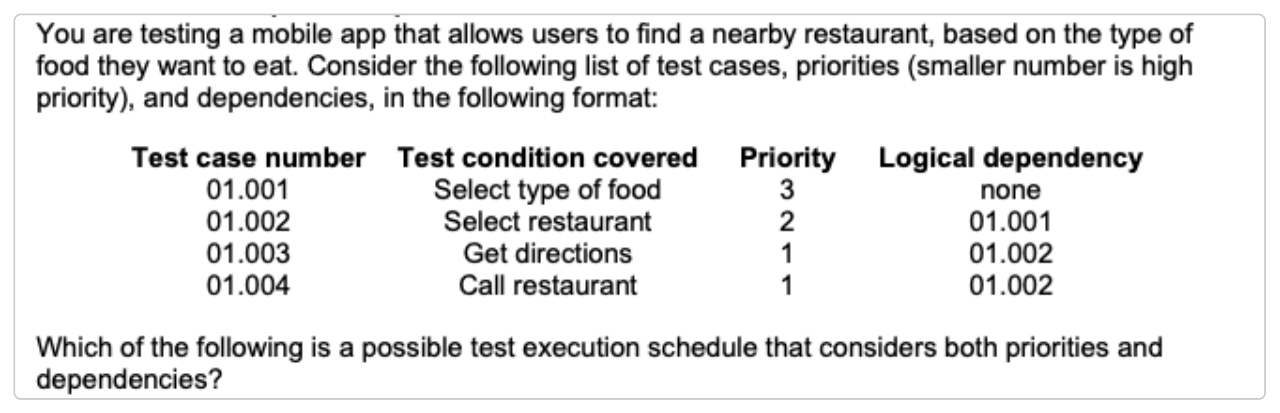 You are testing a mobile app that allows users to find a nearby restaurant, based on the type of
food they want to eat. Consider the following list of test cases, priorities (smaller number is high
priority), and dependencies, in the following format:
Test case number Test condition covered Priority Logical dependency
01.001 Select type of food 3 none
01.002 Select restaurant 2 01.001
01.003 Get directions 1 01.002
01.004 Call restaurant 1 01.002
Which of the following is a possible test execution schedule that considers both priorities and
dependencies?